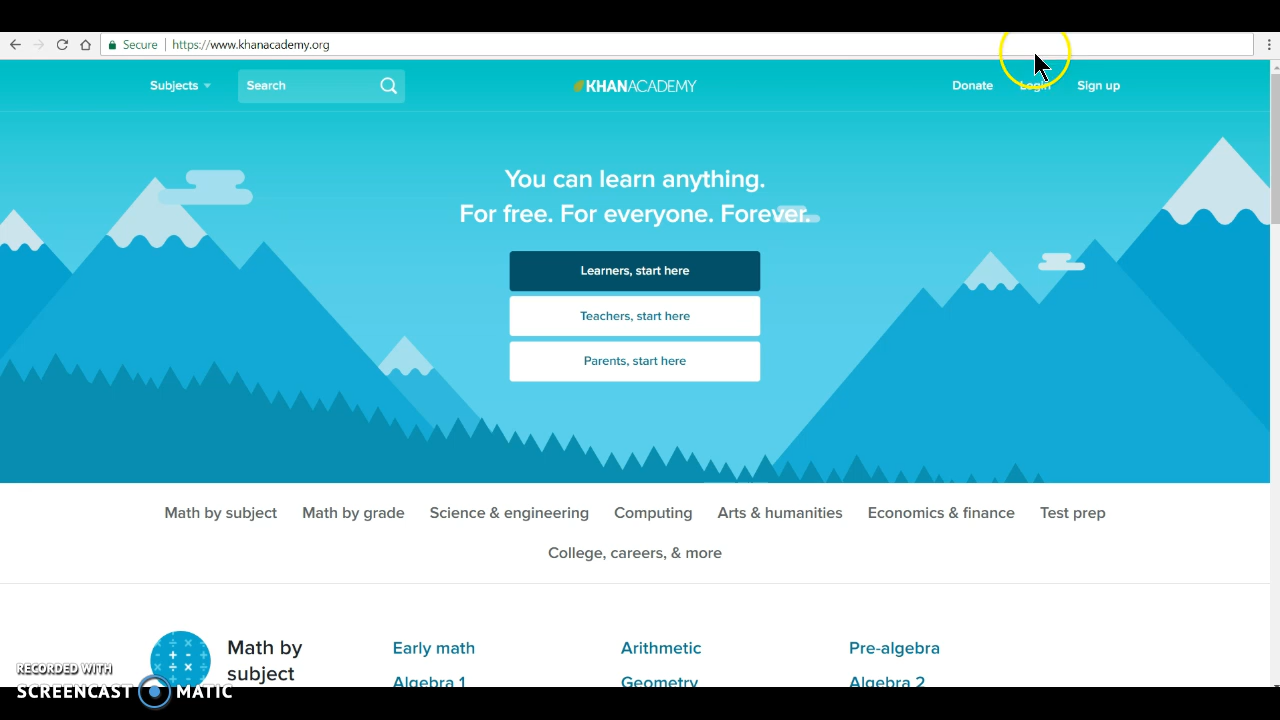 Secure https://www.khanacademy.org
Subjects Search KHANACADEMY Donate Login Sign up
You can learn anything.
For free. For everyone. Forever.
Learners, start here
Teachers, start here
Parents, start here
Math by subject Math by grade Science & engineering Computing Arts & humanities Economics & finance Test prep
College, careers, & more
Math by
subject
Early math Arithmetic Pre-algebra
Algebra 1 Geometry Algebra 2
RECORDED WITH
SCREENCAST MATIC